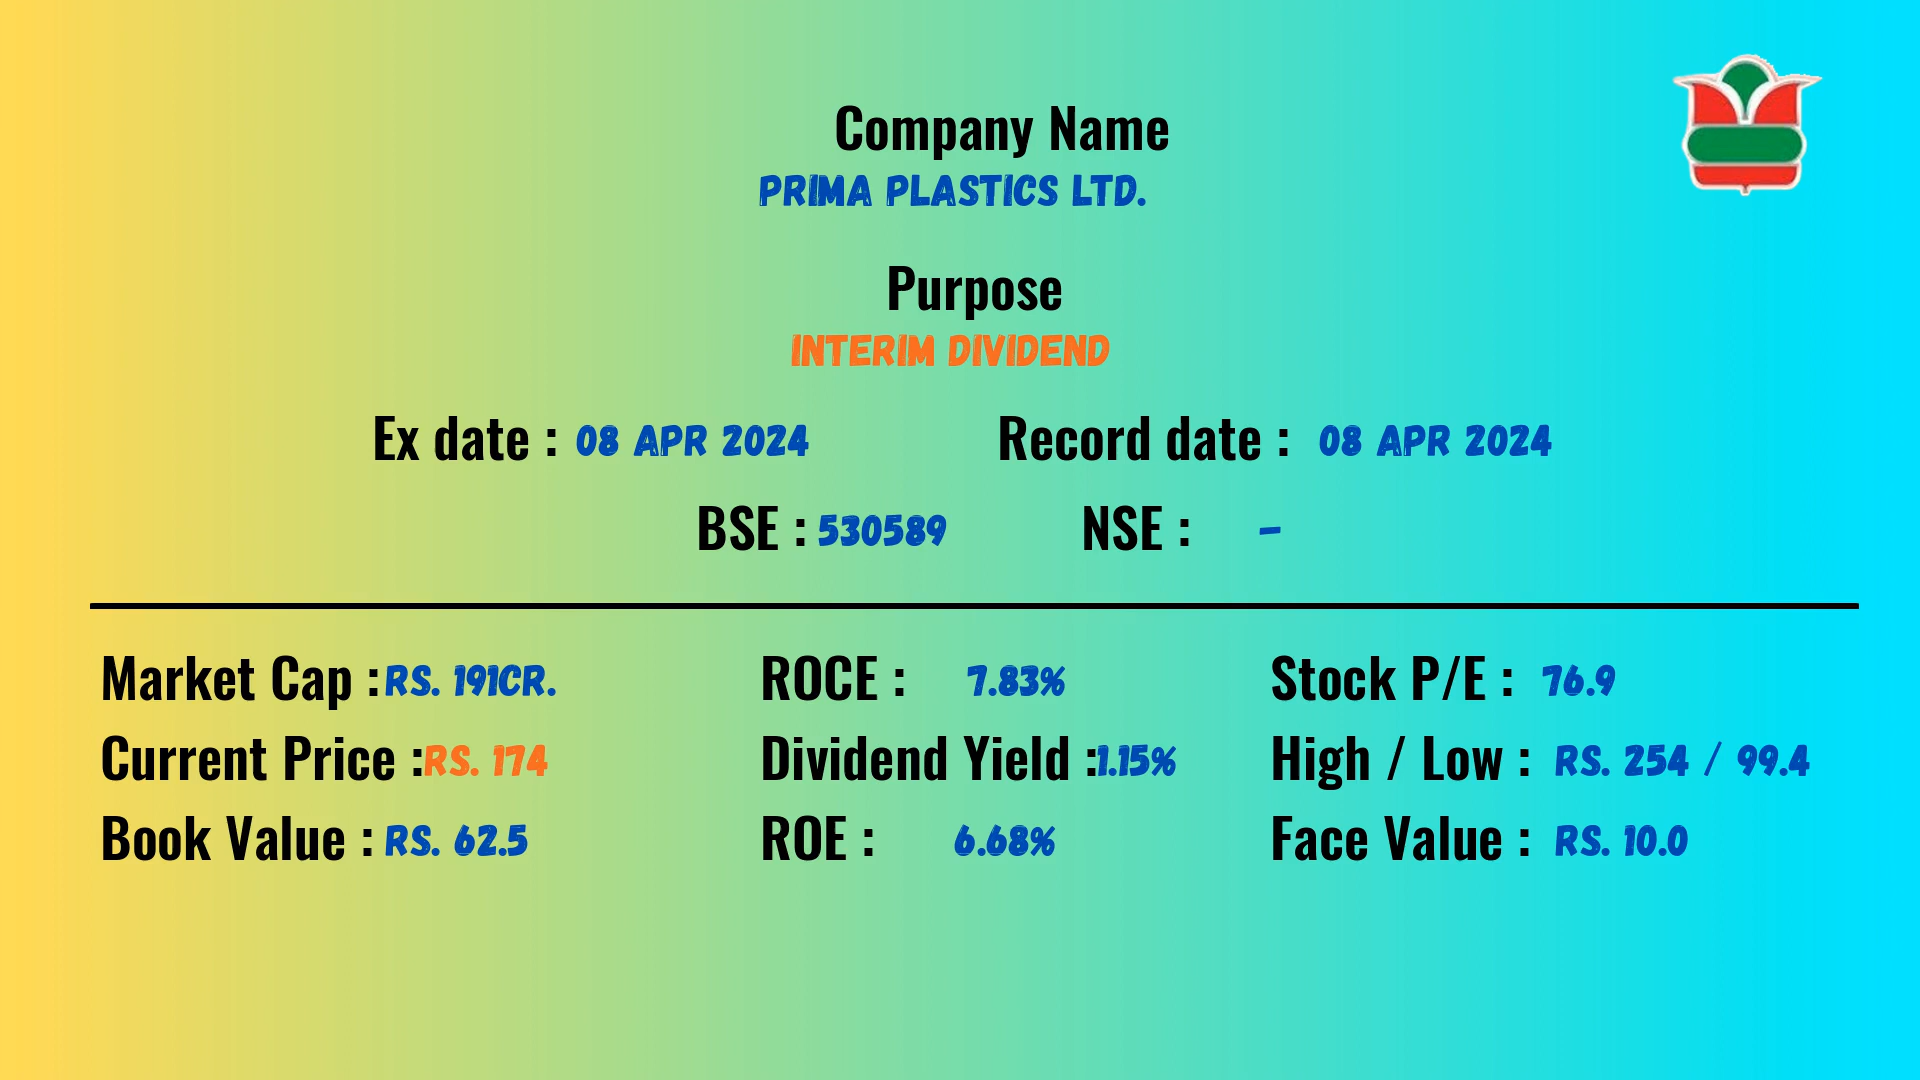 Company Name
PRIMA PLASTICS LTD.
Purpose
INTERIM DIVIDEND
Ex date : 08 APR 2024 Record date : 08 APR 2024
BSE : 530589 NSE : -
Market Cap : RS. 191CR. ROCE : 7.83% Stock P/E : 76.9
Current Price : RS. 174 Dividend Yield : 1.15% High / Low : RS. 254 / 99.4
Book Value : RS. 62.5 ROE : 6.68% Face Value : RS. 10.0